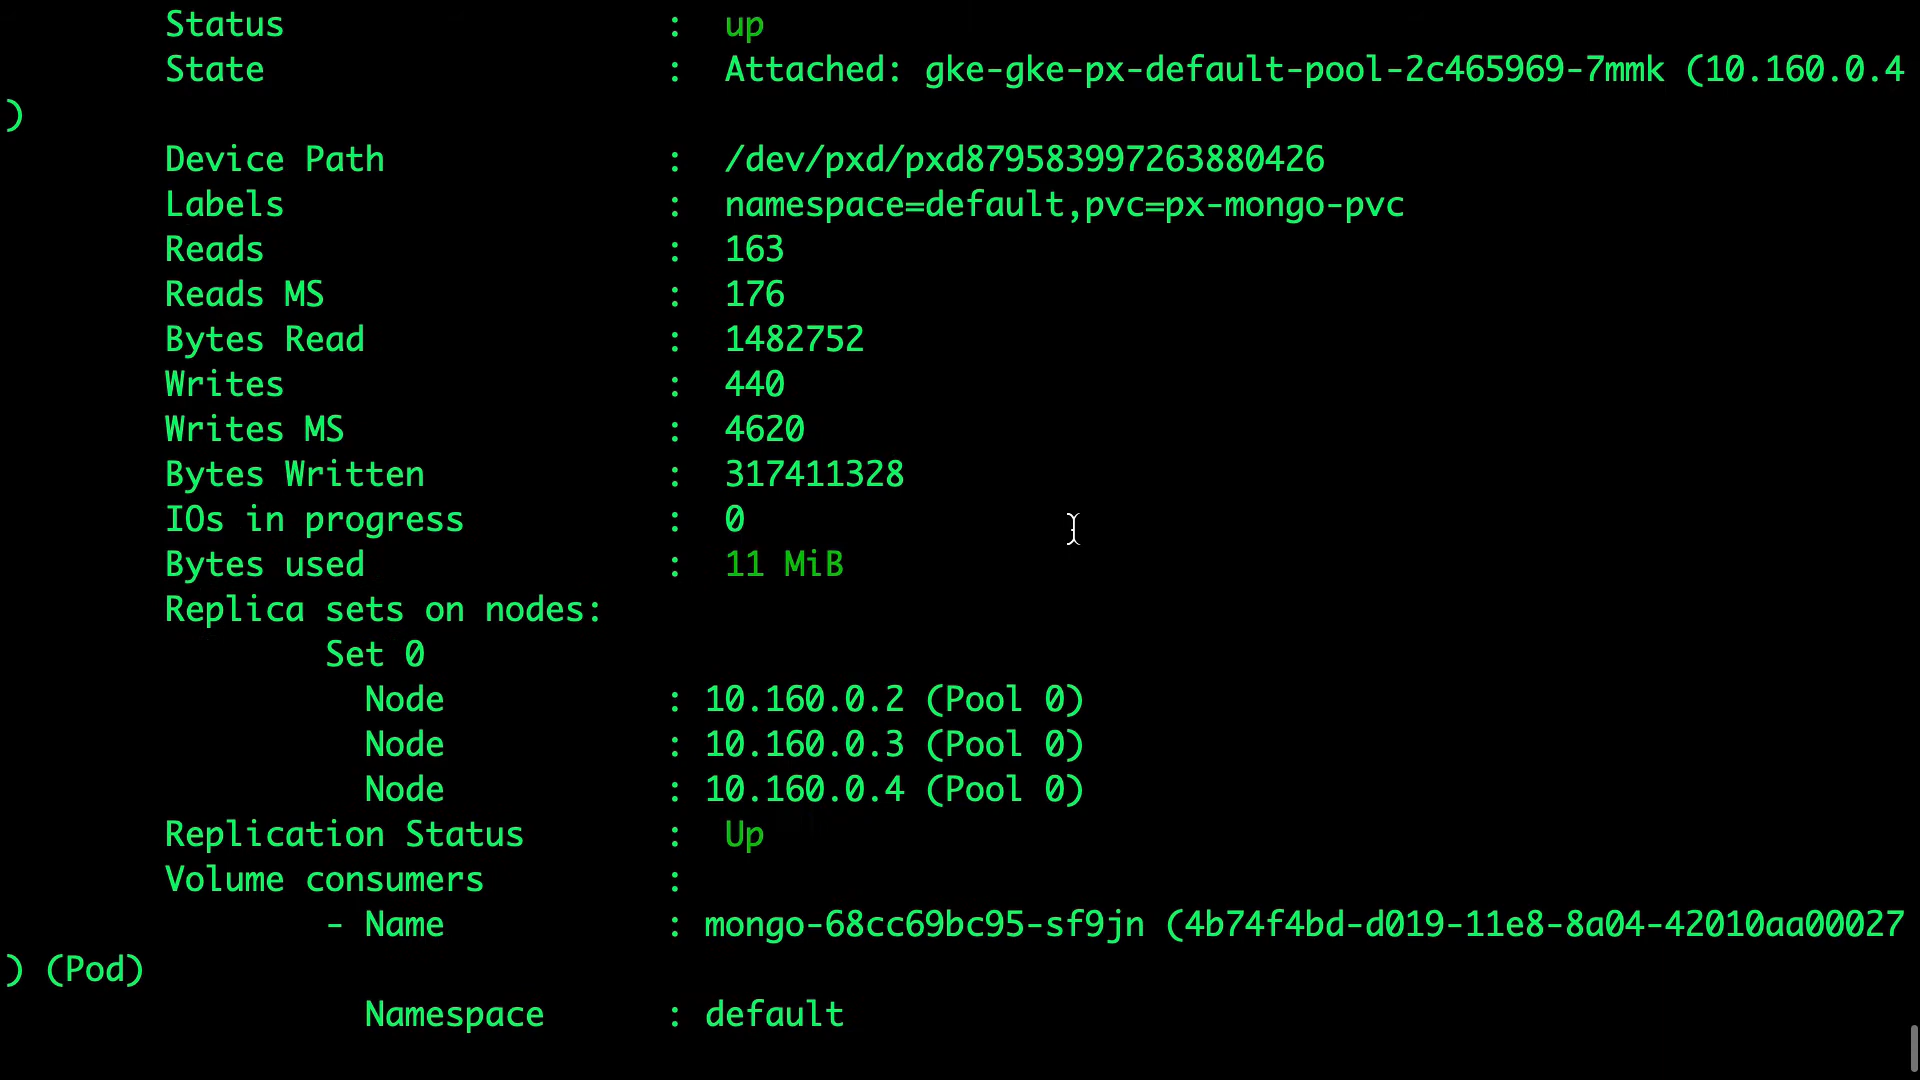 Status : up
State : Attached: gke-gke-px-default-pool-2c465969-7mmk (10.160.0.4
)
Device Path : /dev/pxd/pxd879583997263880426
Labels : namespace=default,pvc=px-mongo-pvc
Reads : 163
Reads MS : 176
Bytes Read : 1482752
Writes : 440
Writes MS : 4620
Bytes Written : 317411328
IOs in progress : 0
Bytes used : 11 MiB
Replica sets on nodes:
Set 0
Node : 10.160.0.2 (Pool 0)
Node : 10.160.0.3 (Pool 0)
Node : 10.160.0.4 (Pool 0)
Replication Status : Up
Volume consumers :
- Name : mongo-68cc69bc95-sf9jn (4b74f4bd-d019-11e8-8a04-42010aa00027
) (Pod)
Namespace : default